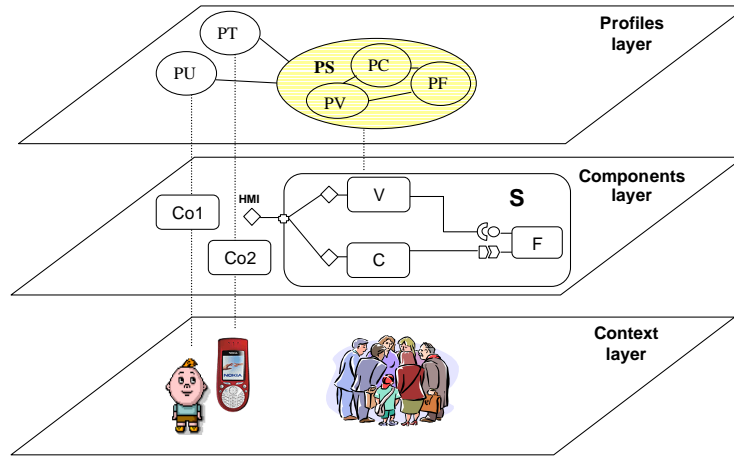 Profiles
layer
PT
PU
PS
PC
PF
PV
Components
layer
Co1
HMI
V
S
Co2
C
F
Context
layer
NOKIA